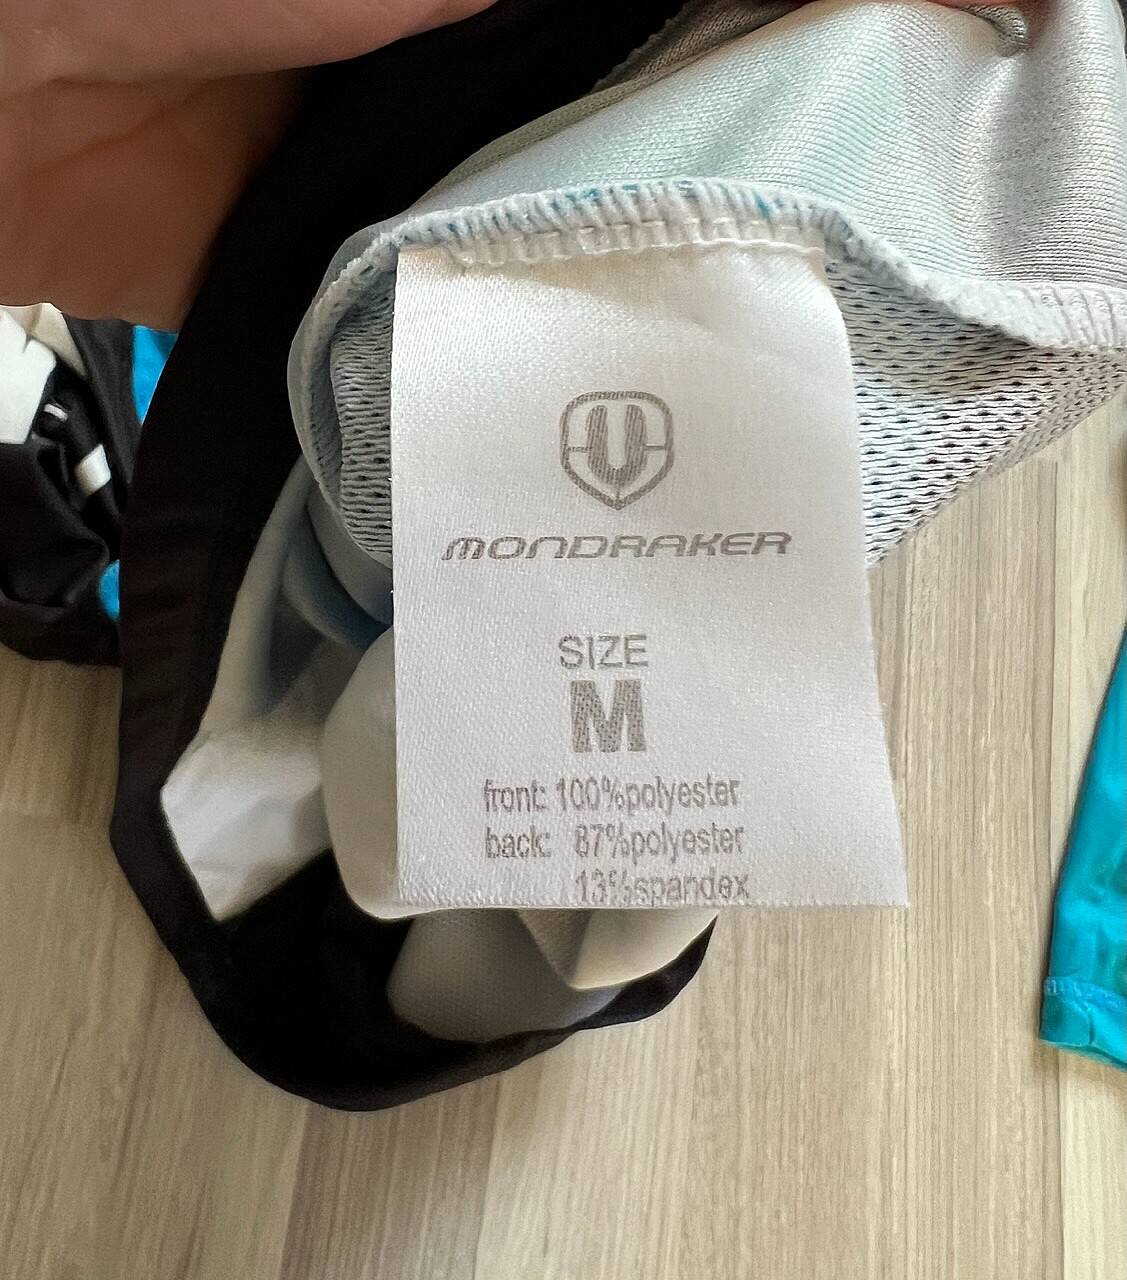 MONDRAKER
SIZE
M
front: 100%polyester
back: 87%polyester
13%spandex